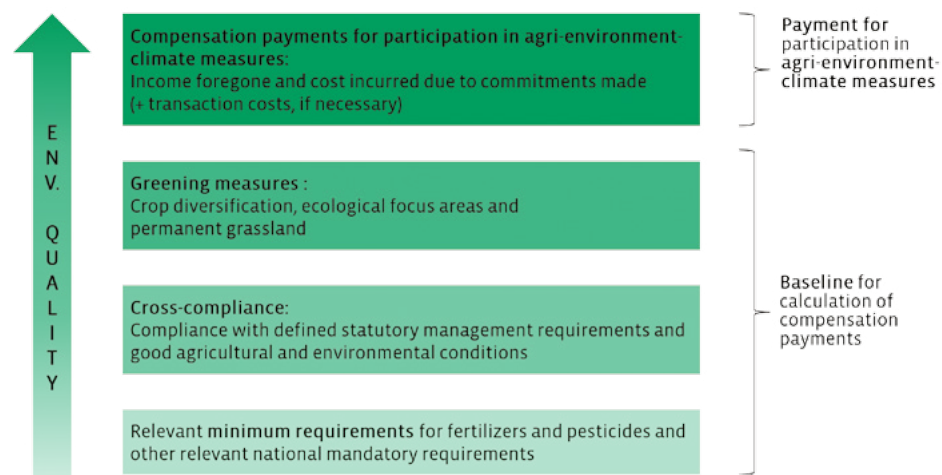 ENV. QUALITY
Compensation payments for participation in agri-environment-
climate measures:
Income foregone and cost incurred due to commitments made
(+ transaction costs, if necessary)
Payment for
participation in
agri-environment-
climate measures
Greening measures :
Crop diversification, ecological focus areas and
permanent grassland
Cross-compliance:
Compliance with defined statutory management requirements and
good agricultural and environmental conditions
Baseline for
calculation of
compensation
payments
Relevant minimum requirements for fertilizers and pesticides and
other relevant national mandatory requirements